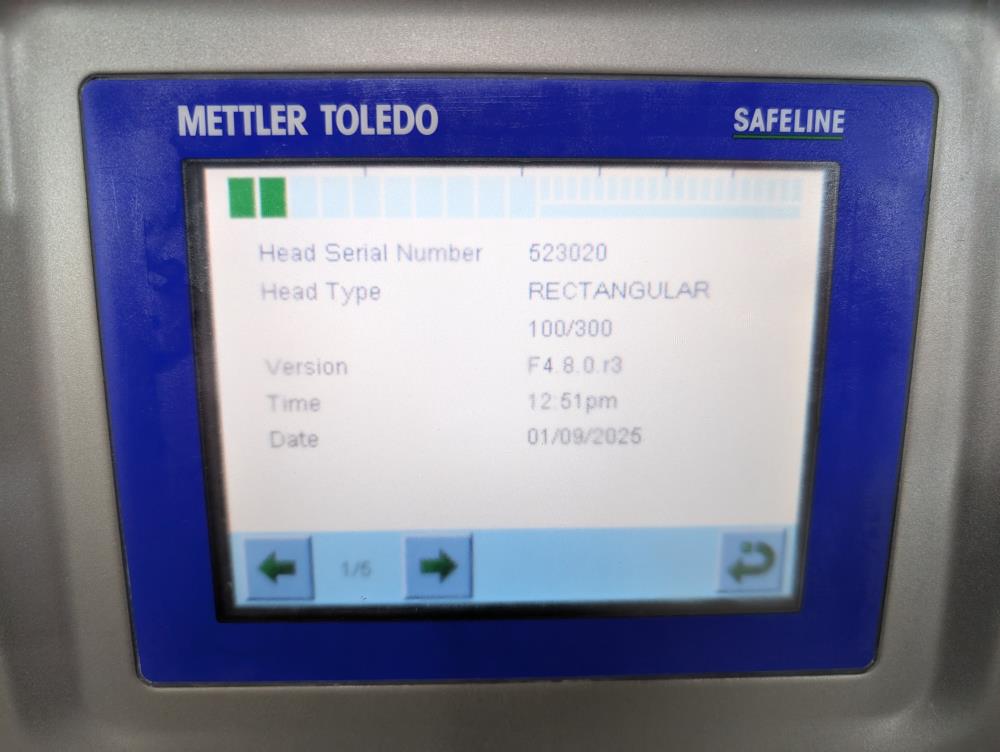 METTLER TOLEDO SAFELINE
Head Serial Number 523020
Head Type RECTANGULAR
100/300
Version F4.8.0.r3
Time 12:51pm
Date 01/09/2025
1/5